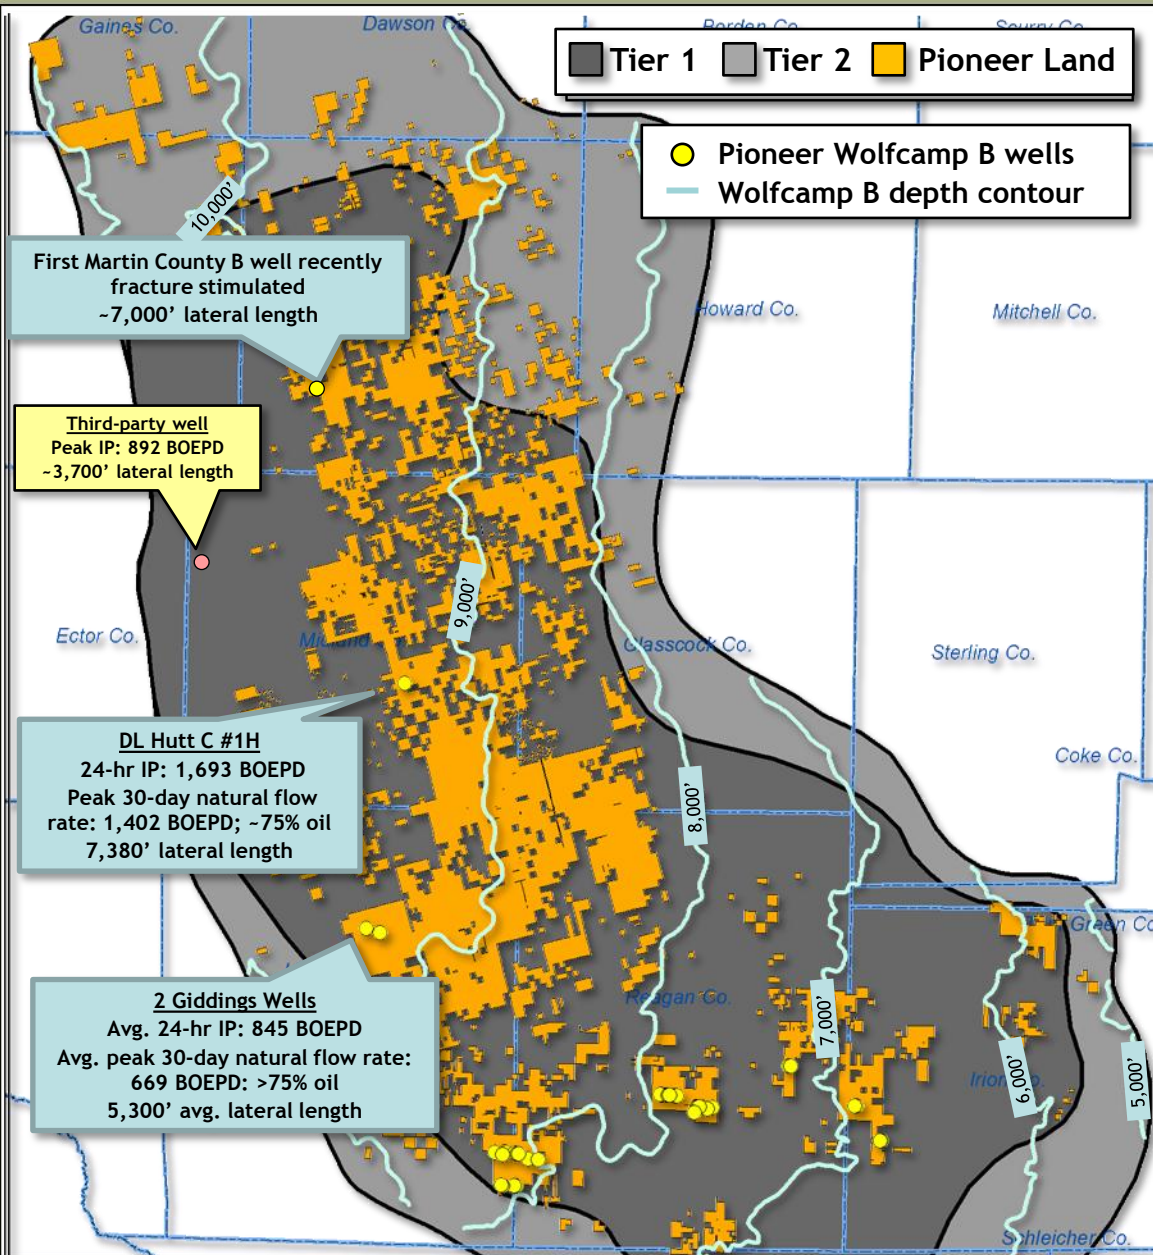 Gaines Co.
Dawson Co.
Borden Co.
Scurry Co.
Tier 1
Tier 2
Pioneer Land
Pioneer Wolfcamp B wells
Wolfcamp B depth contour
10,000’
First Martin County B well recently
fracture stimulated
~7,000’ lateral length
Howard Co.
Mitchell Co.
Third-party well
Peak IP: 892 BOEPD
~3,700’ lateral length
9,000’
Ector Co.
Glasscock Co.
Sterling Co.
DL Hutt C #1H
24-hr IP: 1,693 BOEPD
Peak 30-day natural flow
rate: 1,402 BOEPD; ~75% oil
7,380’ lateral length
Coke Co.
8,000’
Green Co
2 Giddings Wells
Avg. 24-hr IP: 845 BOEPD
Avg. peak 30-day natural flow rate:
669 BOEPD: >75% oil
5,300’ avg. lateral length
Reagan Co.
7,000’
Irion Co.
6,000’
5,000’
Schleicher Co.